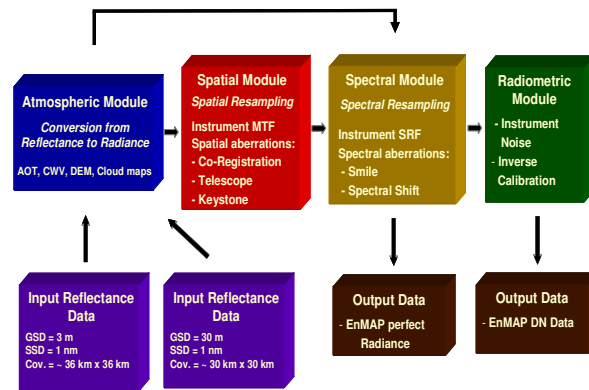 Atmospheric Module
Conversion from
Reflectance to Radiance
AOT, CWV, DEM, Cloud maps
Spatial Module
Spatial Resampling
Instrument MTF
Spatial aberrations:
- Co-Registration
- Telescope
- Keystone
Spectral Module
Spectral Resampling
Instrument SRF
Spectral aberrations:
- Smile
- Spectral Shift
Radiometric
Module
- Instrument
Noise
- Inverse
Calibration
Input Reflectance
Data
GSD = 3 m
SSD = 1 nm
Cov. = ~ 36 km x 36 km
Input Reflectance
Data
GSD = 30 m
SSD = 1 nm
Cov. = ~ 30 km x 30 km
Output Data
- EnMAP perfect
Radiance
Output Data
- EnMAP DN Data